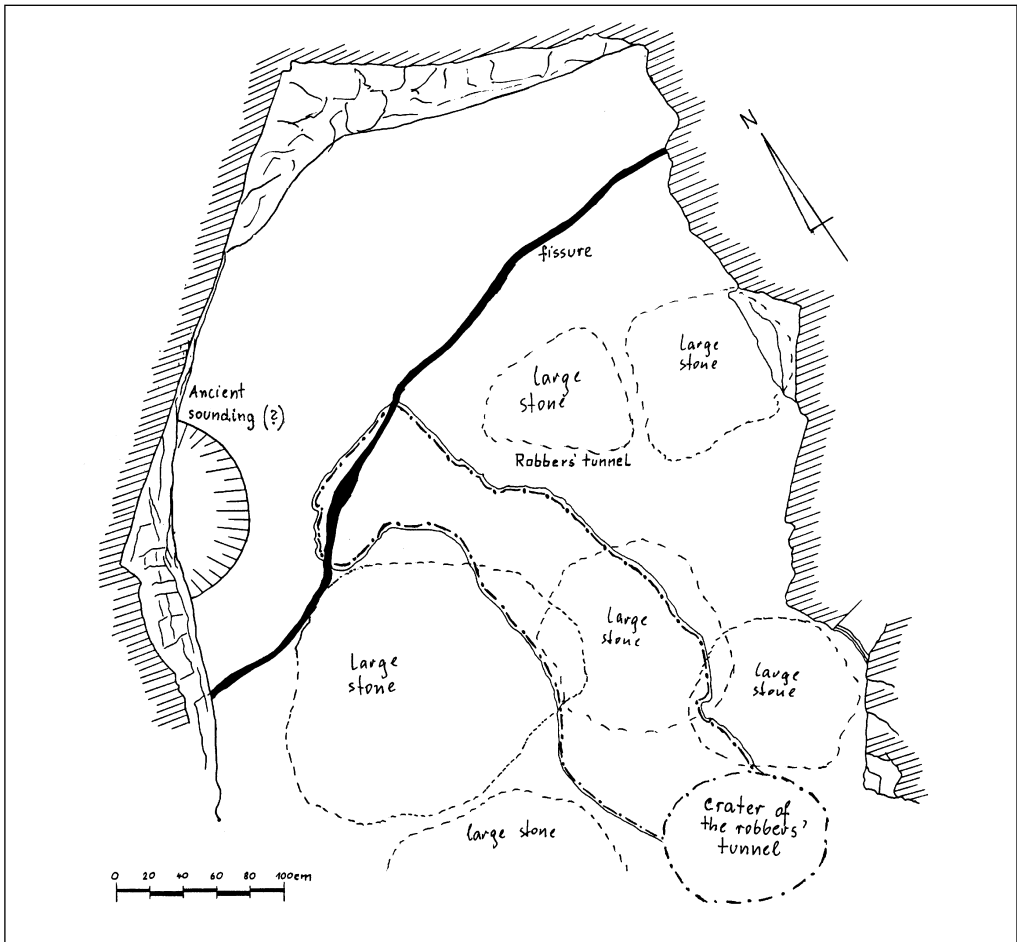 N
fissure
large
stone
large
stone
Ancient
sounding (?)
Robbers' tunnel
large
stone
large
stone
large
stone
large stone
crater of
the robbers'
tunnel
0 20 40 60 80 100cm